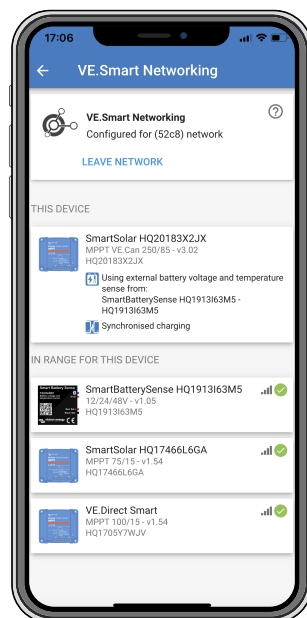 17:06
VE.Smart Networking
VE.Smart Networking
Configured for (52c8) network
LEAVE NETWORK
THIS DEVICE
SmartSolar HQ20183X2JX
MPPT VE.Can 250/85 - v3.02
HQ20183X2JX
Using external battery voltage and temperature
sense from:
SmartBatterySense HQ1913I63M5 -
HQ1913I63M5
Synchronised charging
IN RANGE FOR THIS DEVICE
Smart Battery Sense
SmartBatterySense HQ1913I63M5
12/24/48V - v1.05
HQ1913I63M5
SmartSolar HQ17466L6GA
MPPT 75/15 - v1.54
HQ17466L6GA
VE.Direct Smart
MPPT 100/15 - v1.54
HQ1705Y7WJV